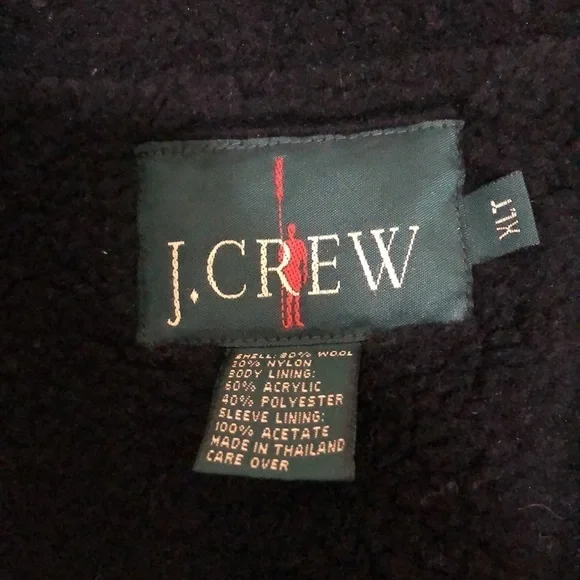 J.CREW
XLT
SHELL: 80% WOOL
20% NYLON
BODY LINING:
60% ACRYLIC
40% POLYESTER
SLEEVE LINING:
100% ACETATE
MADE IN THAILAND
CARE OVER